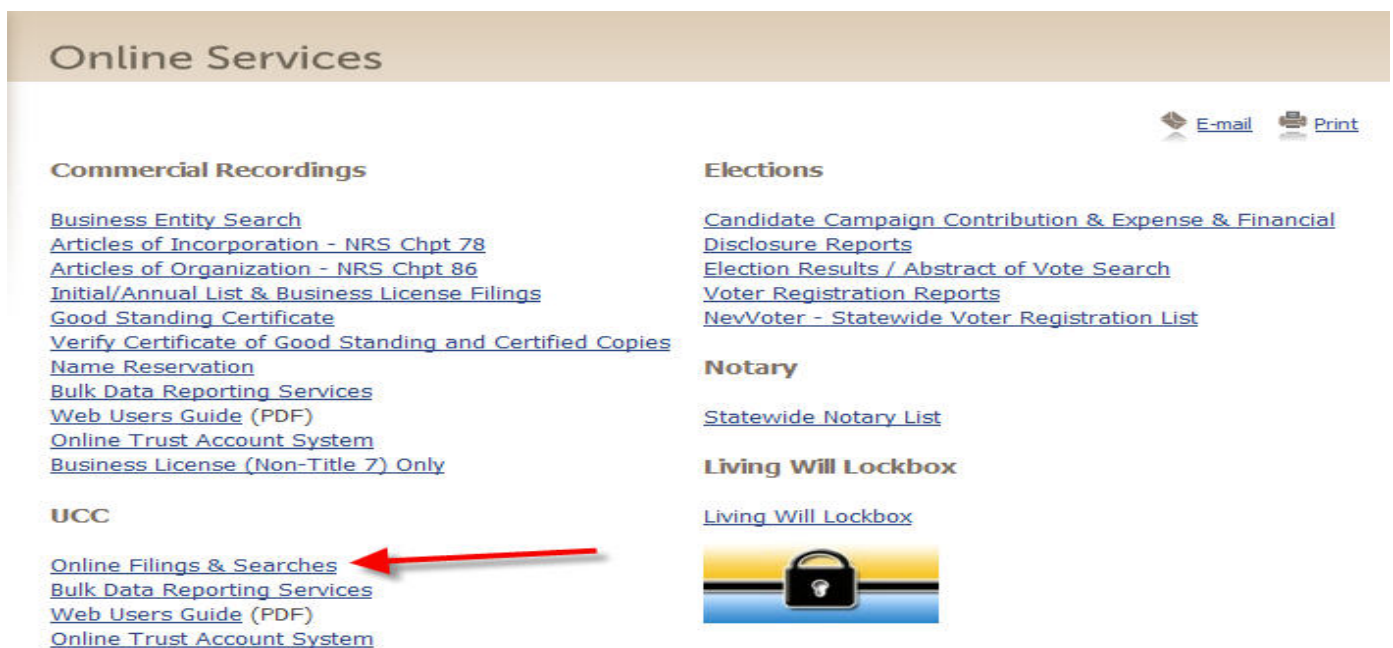 Online Services
E-mail Print
Commercial Recordings
Business Entity Search
Articles of Incorporation - NRS Chpt 78
Articles of Organization - NRS Chpt 86
Initial/Annual List & Business License Filings
Good Standing Certificate
Verify Certificate of Good Standing and Certified Copies
Name Reservation
Bulk Data Reporting Services
Web Users Guide (PDF)
Online Trust Account System
Business License (Non-Title 7) Only
UCC
Online Filings & Searches
Bulk Data Reporting Services
Web Users Guide (PDF)
Online Trust Account System
Elections
Candidate Campaign Contribution & Expense & Financial
Disclosure Reports
Election Results / Abstract of Vote Search
Voter Registration Reports
NevVoter - Statewide Voter Registration List
Notary
Statewide Notary List
Living Will Lockbox
Living Will Lockbox